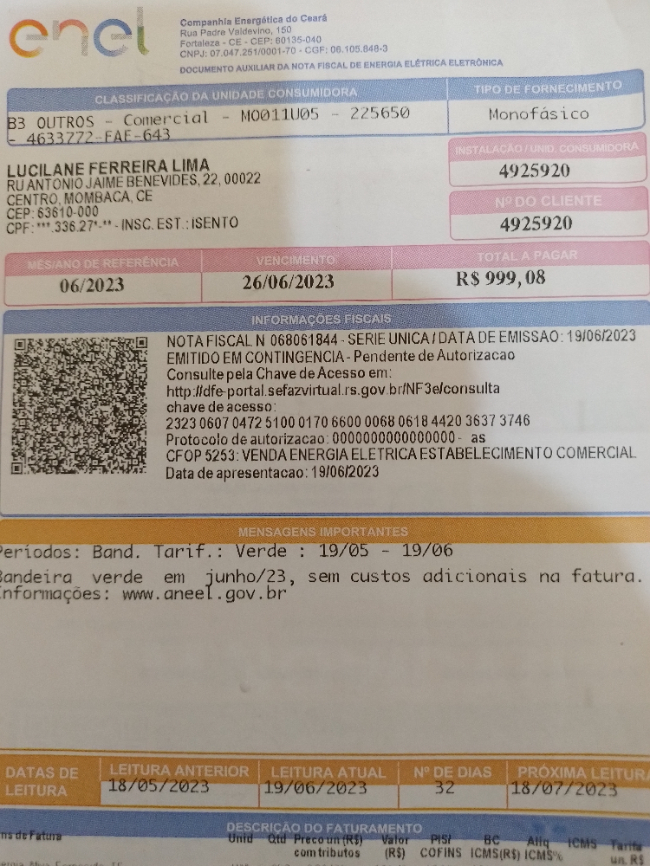 enel
Companhia Energética do Ceará
Rua Padre Valdevino, 150
Fortaleza - CE - CEP: 60135-040
CNPJ: 07.047.251/0001-70 - CGF: 06.105.848-3
DOCUMENTO AUXILIAR DA NOTA FISCAL DE ENERGIA ELÉTRICA ELETRÔNICA
CLASSIFICAÇÃO DA UNIDADE CONSUMIDORA
TIPO DE FORNECIMENTO
B3 OUTROS - Comercial - MO011U05 - 225650
- 4633772-FAE-643
Monofásico
LUCILANE FERREIRA LIMA
RU ANTONIO JAIME BENEVIDES, 22, 00022
CENTRO, MOMBACA, CE
CEP: 63610-000
CPF: ***.336.27*-** - INSC. EST.: ISENTO
INSTALAÇÃO / UNID. CONSUMIDORA
4925920
Nº DO CLIENTE
4925920
MÊS/ANO DE REFERÊNCIA VENCIMENTO TOTAL A PAGAR
06/2023 26/06/2023 R$ 999,08
INFORMAÇÕES FISCAIS
NOTA FISCAL N 068061844 - SERIE UNICA / DATA DE EMISSAO: 19/06/2023
EMITIDO EM CONTINGENCIA - Pendente de Autorizacao
Consulte pela Chave de Acesso em:
http://dfe-portal.sefazvirtual.rs.gov.br/NF3e/consulta
chave de acesso:
2323 0607 0472 5100 0170 6600 0068 0618 4420 3637 3746
Protocolo de autorizacao: 0000000000000000 - as
CFOP 5253: VENDA ENERGIA ELETRICA ESTABELECIMENTO COMERCIAL
Data de apresentacao: 19/06/2023
MENSAGENS IMPORTANTES
Periodos: Band. Tarif.: Verde : 19/05 - 19/06
Bandeira verde em junho/23, sem custos adicionais na fatura.
Informações: www.aneel.gov.br
DATAS DE LEITURA
LEITURA ANTERIOR LEITURA ATUAL Nº DE DIAS PRÓXIMA LEITURA
18/05/2023 19/06/2023 32 18/07/2023
DESCRIÇÃO DO FATURAMENTO
ns de Fatura Unid Qtd Preco un (R$) com tributos Valor (R$) PIS/ COFINS BC ICMS(R$) Aliq ICMS% ICMS Tarifa un. R$